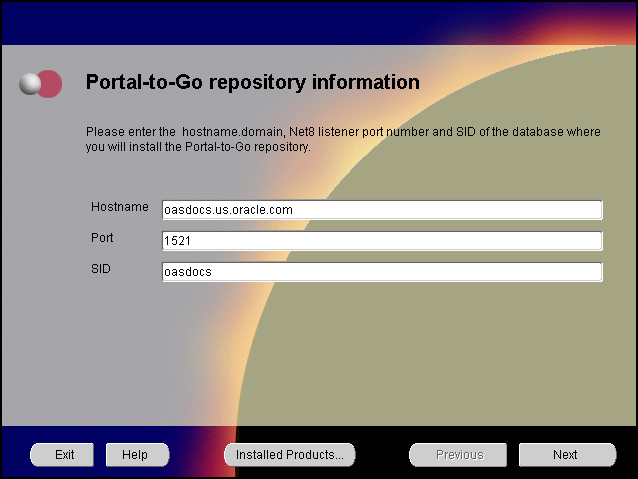 Portal-to-Go repository information
Please enter the hostname.domain, Net8 listener port number and SID of the database where
you will install the Portal-to-Go repository.
Hostname oasdocs.us.oracle.com
Port 1521
SID oasdocs
Exit Help Installed Products... Previous Next